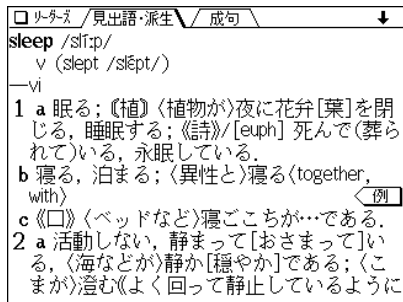 リーダーズ 見出語・派生 成句
sleep /slíːp/
v (slept /slépt/)
—vi
1 a 眠る; 〘植〙〈植物が〉夜に花弁[葉]を閉
じる, 睡眠する; 《詩》/[euph] 死んで(葬ら
れて)いる, 永眠している.
b 寝る, 泊まる; 〈異性と〉寝る〈together,
with〉 例
c 《口》〈ベッドなど〉寝ごこちが…である.
2 a 活動しない, 静まって[おさまって]い
る, 〈海などが〉静か[穏やか]である; 〈こ
まが〉澄む《よく回って静止しているように